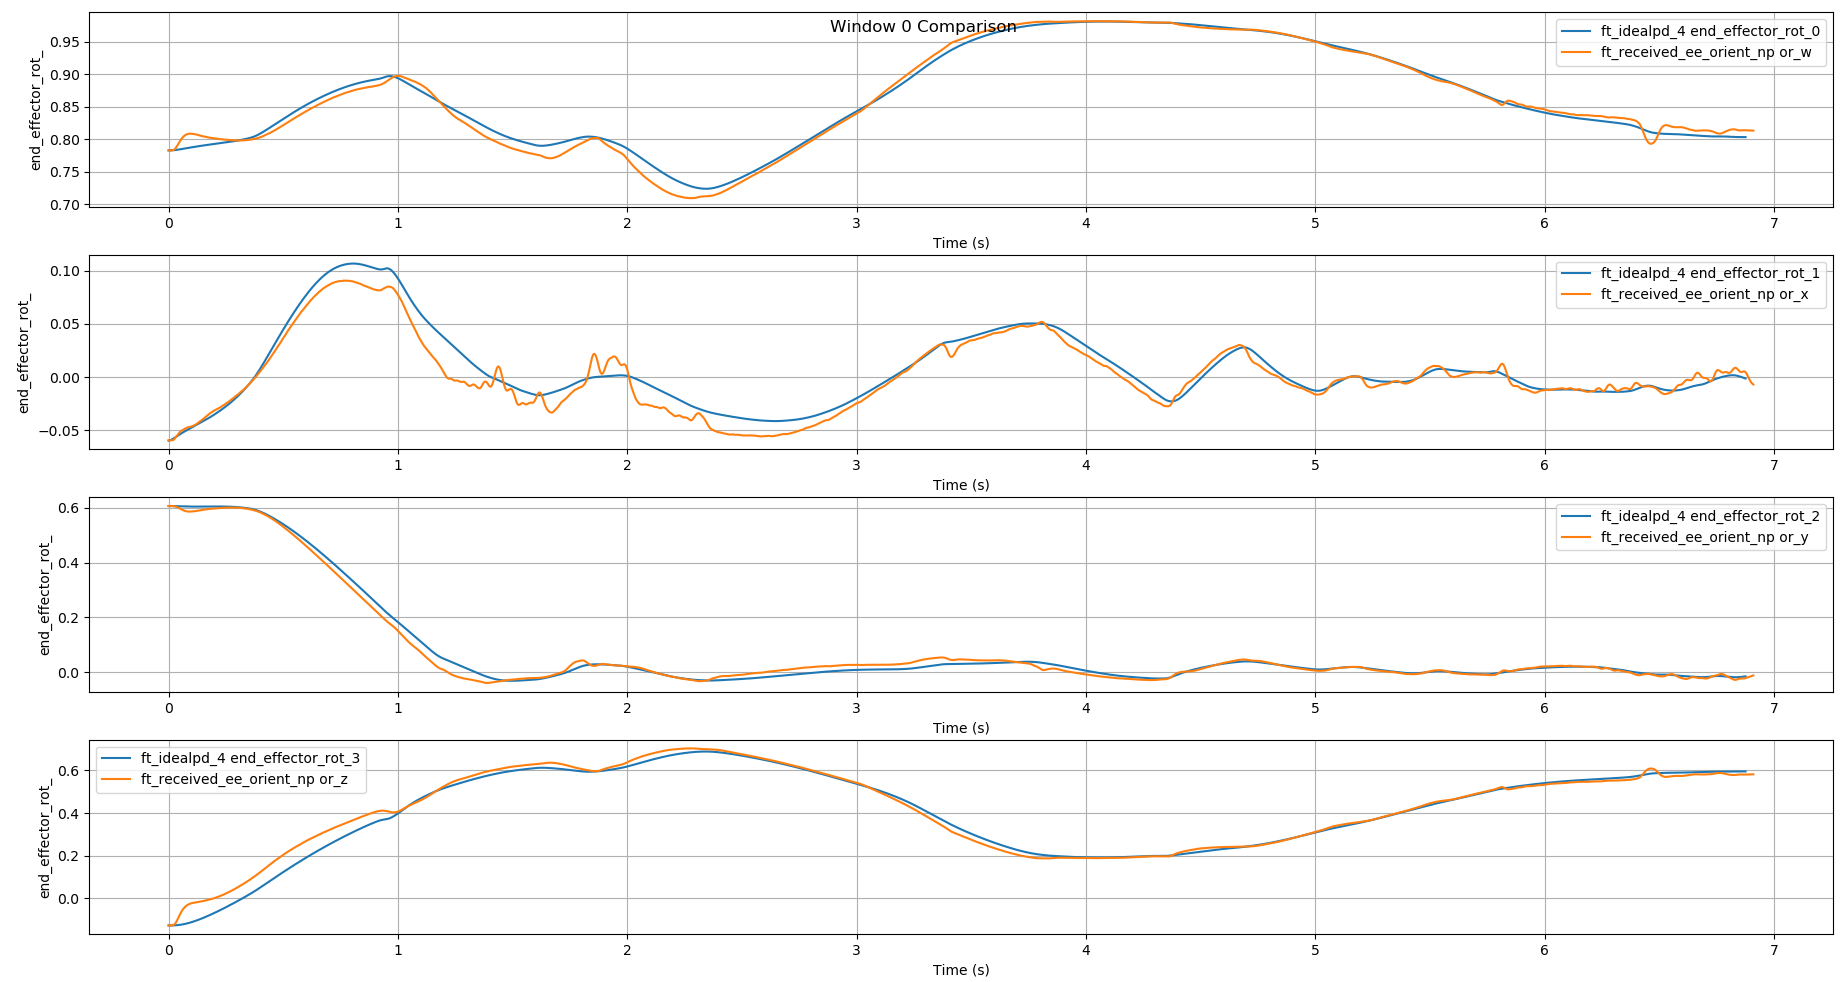 Window 0 Comparison
ft_idealpd_4 end_effector_rot_0
ft_received_ee_orient_np or_w
end_effector_rot_
0.95
0.90
0.85
0.80
0.75
0.70
0 1 2 3 4 5 6 7
Time (s)
ft_idealpd_4 end_effector_rot_1
ft_received_ee_orient_np or_x
end_effector_rot_
0.10
0.05
0.00
−0.05
0 1 2 3 4 5 6 7
Time (s)
ft_idealpd_4 end_effector_rot_2
ft_received_ee_orient_np or_y
end_effector_rot_
0.6
0.4
0.2
0.0
0 1 2 3 4 5 6 7
Time (s)
ft_idealpd_4 end_effector_rot_3
ft_received_ee_orient_np or_z
end_effector_rot_
0.6
0.4
0.2
0.0
0 1 2 3 4 5 6 7
Time (s)